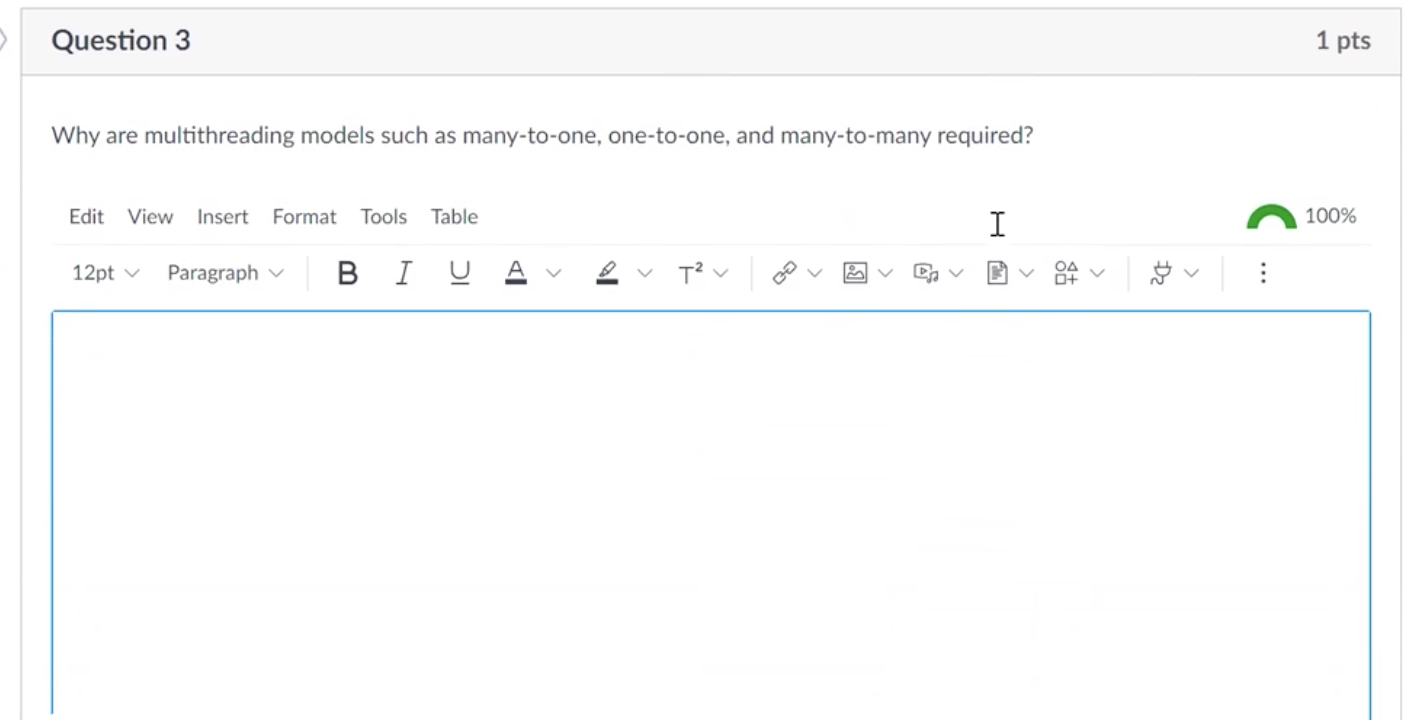 Question 3 1 pts
Why are multithreading models such as many-to-one, one-to-one, and many-to-many required?
Edit View Insert Format Tools Table 100%
12pt Paragraph B I U A T²